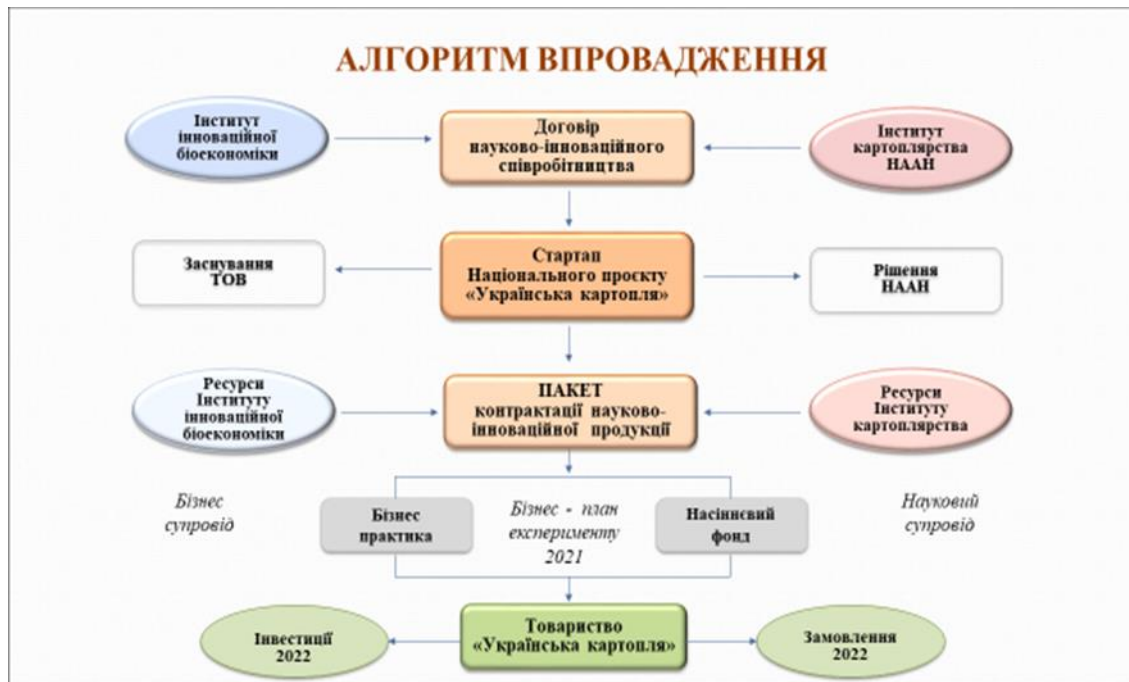 АЛГОРИТМ ВПРОВАДЖЕННЯ
Інститут
інноваційної
біоекономіки
Договір
науково-інноваційного
співробітництва
Інститут
картоплярства
НААН
Заснування
ТОВ
Стартап
Національного проєкту
«Українська картопля»
Рішення
НААН
Ресурси
Інституту
інноваційної
біоекономіки
ПАКЕТ
контрактації науково-
інноваційної продукції
Ресурси
Інституту
картоплярства
Бізнес
супровід
Бізнес
практика
Бізнес - план
експерименту
2021
Насіннєвий
фонд
Науковий
супровід
Інвестиції
2022
Товариство
«Українська картопля»
Замовлення
2022